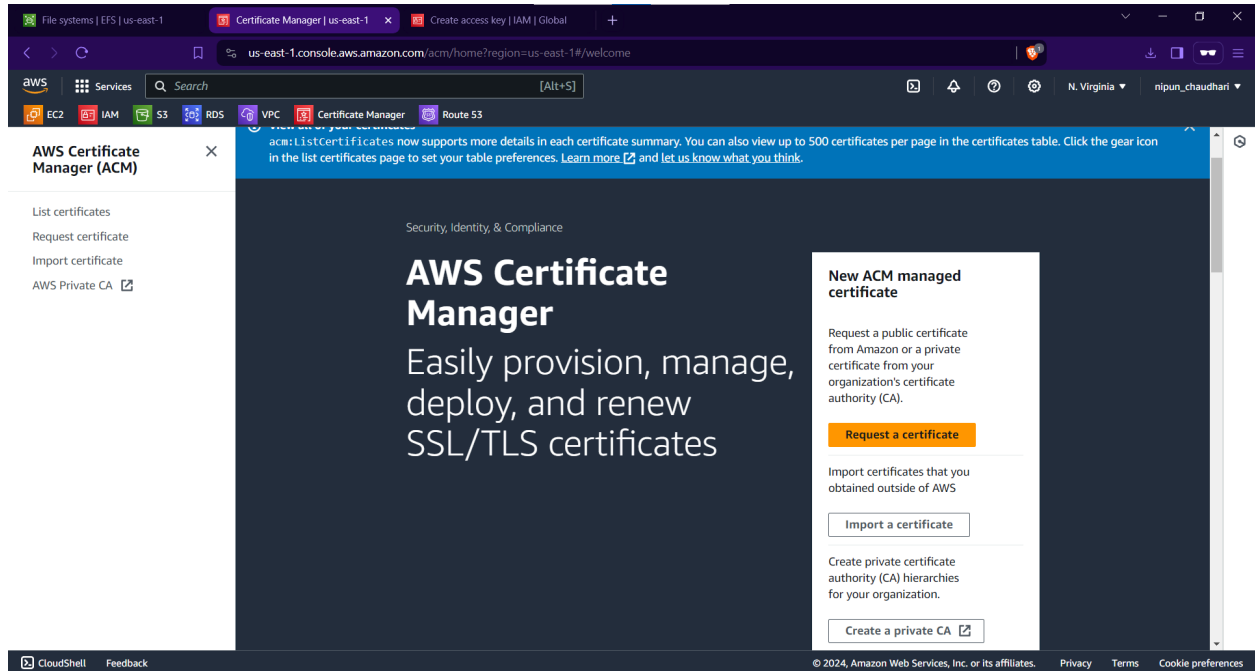 File systems | EFS | us-east-1
Certificate Manager | us-east-1
Create access key | IAM | Global
us-east-1.console.aws.amazon.com/acm/home?region=us-east-1#/welcome
aws
Services
Search
[Alt+S]
N. Virginia
nipun_chaudhari
EC2
IAM
S3
RDS
VPC
Certificate Manager
Route 53
AWS Certificate
Manager (ACM)
List certificates
Request certificate
Import certificate
AWS Private CA
View all of your certificates
acm:ListCertificates now supports more details in each certificate summary. You can also view up to 500 certificates per page in the certificates table. Click the gear icon
in the list certificates page to set your table preferences. Learn more and let us know what you think.
Security, Identity, & Compliance
AWS Certificate
Manager
Easily provision, manage,
deploy, and renew
SSL/TLS certificates
New ACM managed
certificate
Request a public certificate
from Amazon or a private
certificate from your
organization's certificate
authority (CA).
Request a certificate
Import certificates that you
obtained outside of AWS
Import a certificate
Create private certificate
authority (CA) hierarchies
for your organization.
Create a private CA
CloudShell
Feedback
© 2024, Amazon Web Services, Inc. or its affiliates.
Privacy
Terms
Cookie preferences